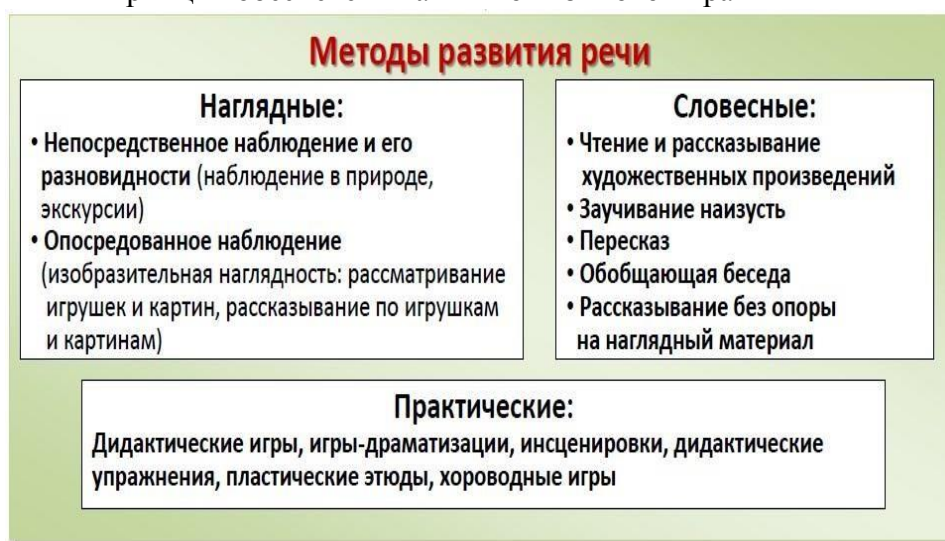 Методы развития речи
Наглядные:
• Непосредственное наблюдение и его
разновидности (наблюдение в природе,
экскурсии)
• Опосредованное наблюдение
(изобразительная наглядность: рассматривание
игрушек и картин, рассказывание по игрушкам
и картинам)
Словесные:
• Чтение и рассказывание
художественных произведений
• Заучивание наизусть
• Пересказ
• Обобщающая беседа
• Рассказывание без опоры
на наглядный материал
Практические:
Дидактические игры, игры-драматизации, инсценировки, дидактические
упражнения, пластические этюды, хороводные игры